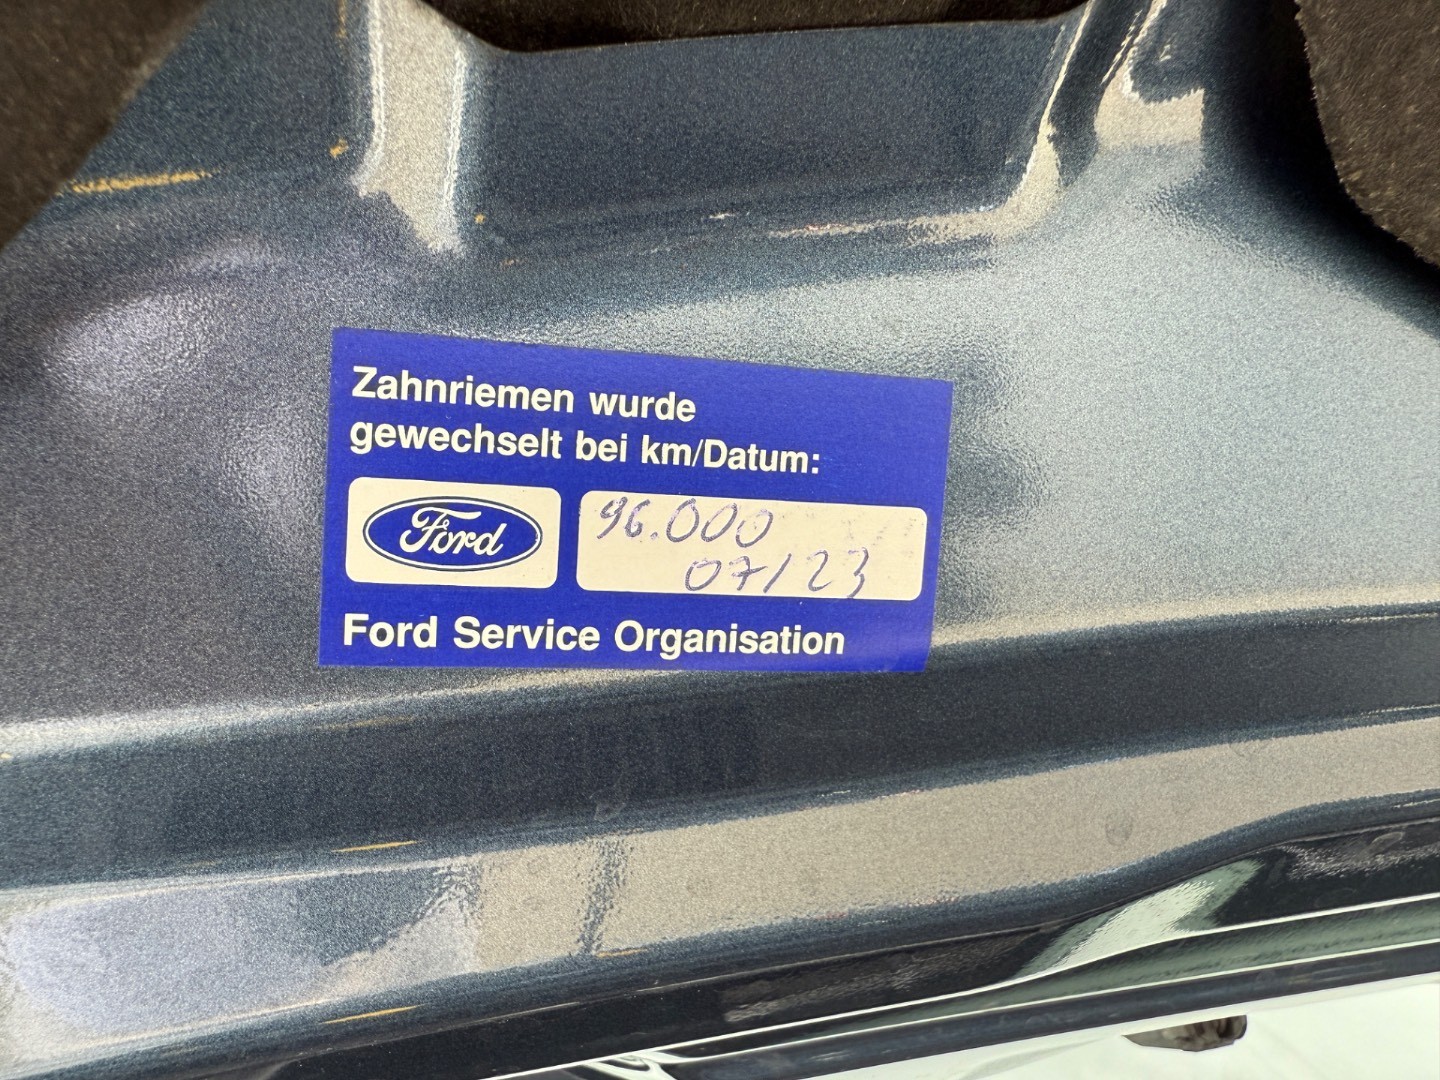 Zahnriemen wurde
gewechselt bei km/Datum:
Ford
96.000
07/23
Ford Service Organisation